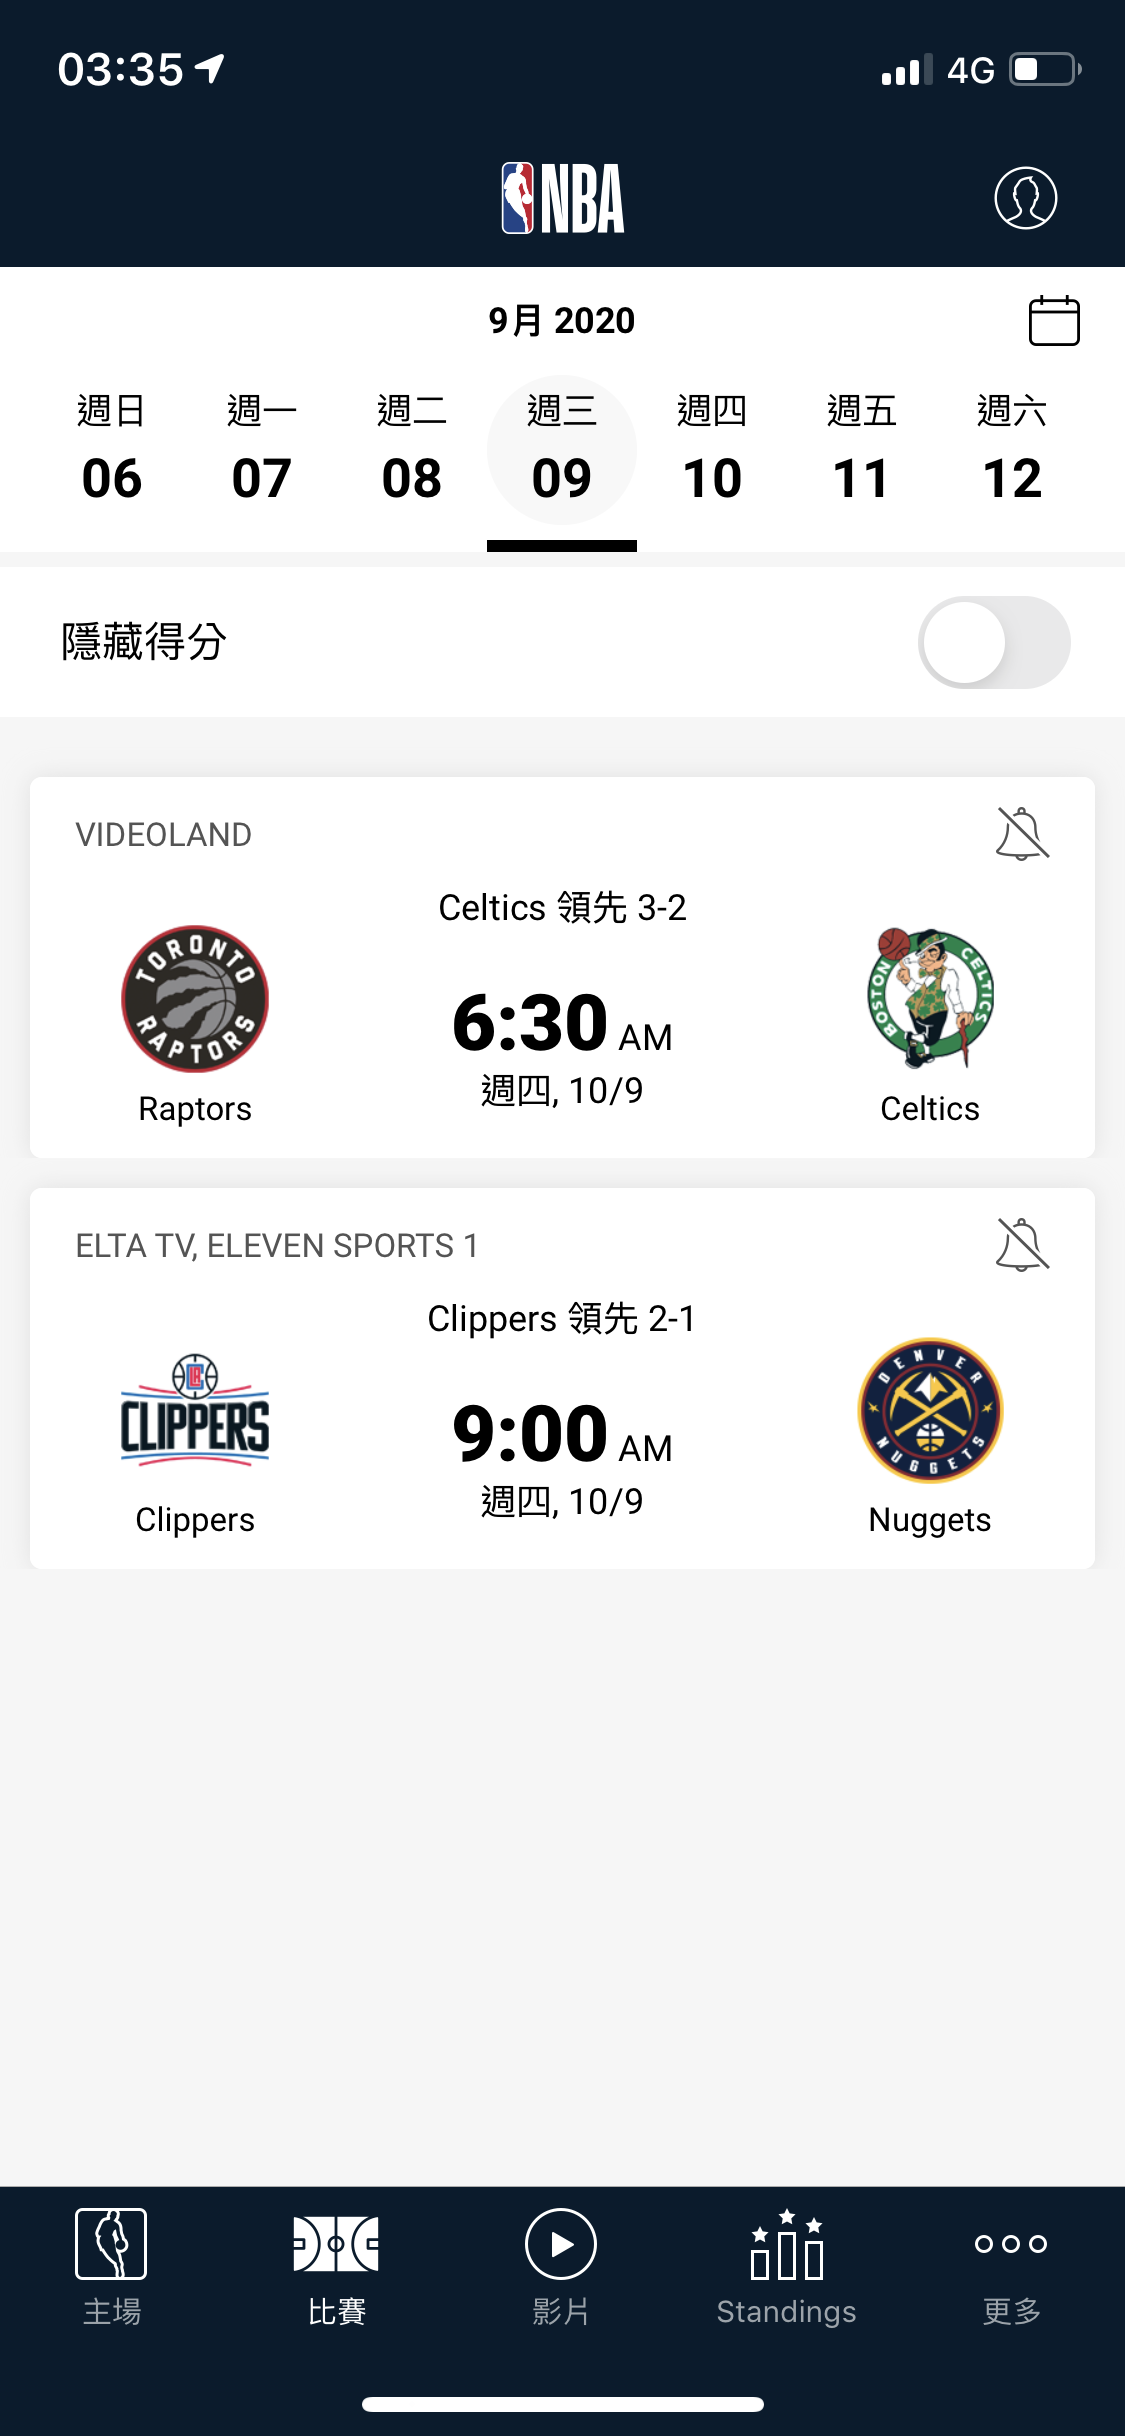 03:35
4G
NBA
9月 2020
週日 週一 週二 週三 週四 週五 週六
06 07 08 09 10 11 12
隱藏得分
VIDEOLAND
Celtics 領先 3-2
TORONTO
RAPTORS
BOSTON CELTICS
6:30 AM
週四, 10/9
Raptors
Celtics
ELTA TV, ELEVEN SPORTS 1
Clippers 領先 2-1
LA
CLIPPERS
DENVER
NUGGETS
9:00 AM
週四, 10/9
Clippers
Nuggets
主場 比賽 影片 Standings 更多